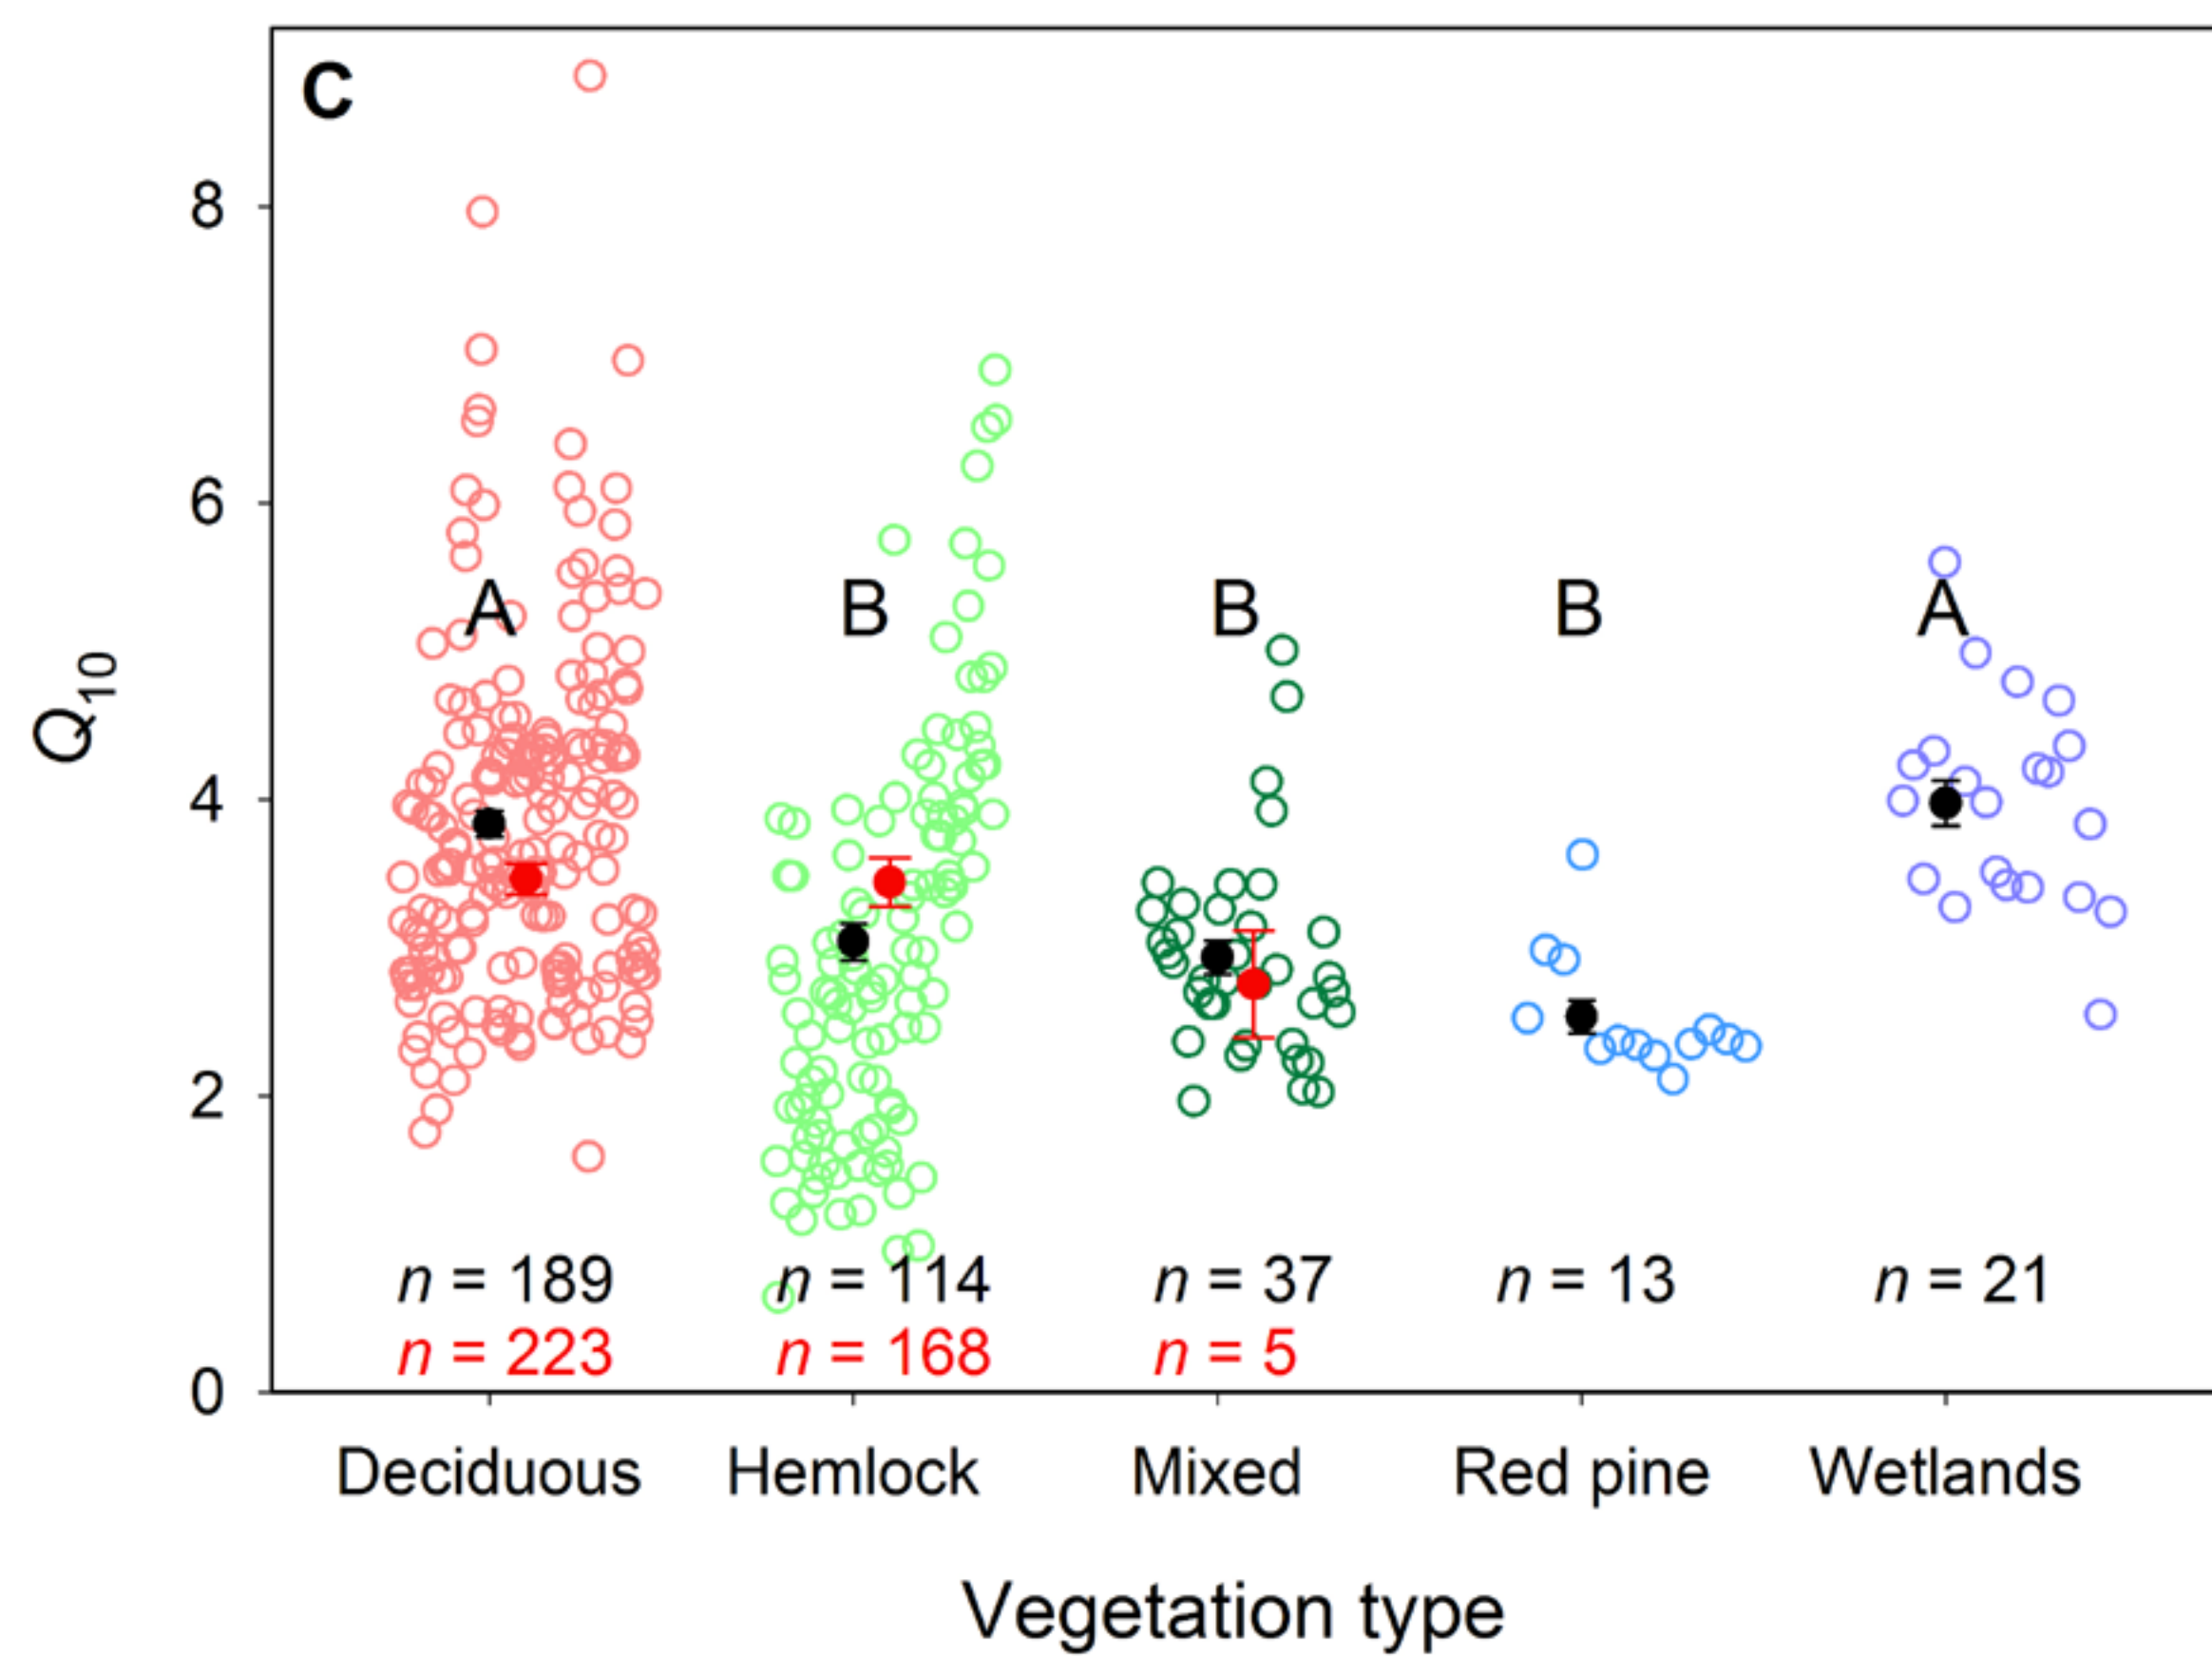 C
8
6
4
2
0
Q10
A B B B A
n = 189 n = 114 n = 37 n = 13 n = 21
n = 223 n = 168 n = 5
Deciduous Hemlock Mixed Red pine Wetlands
Vegetation type